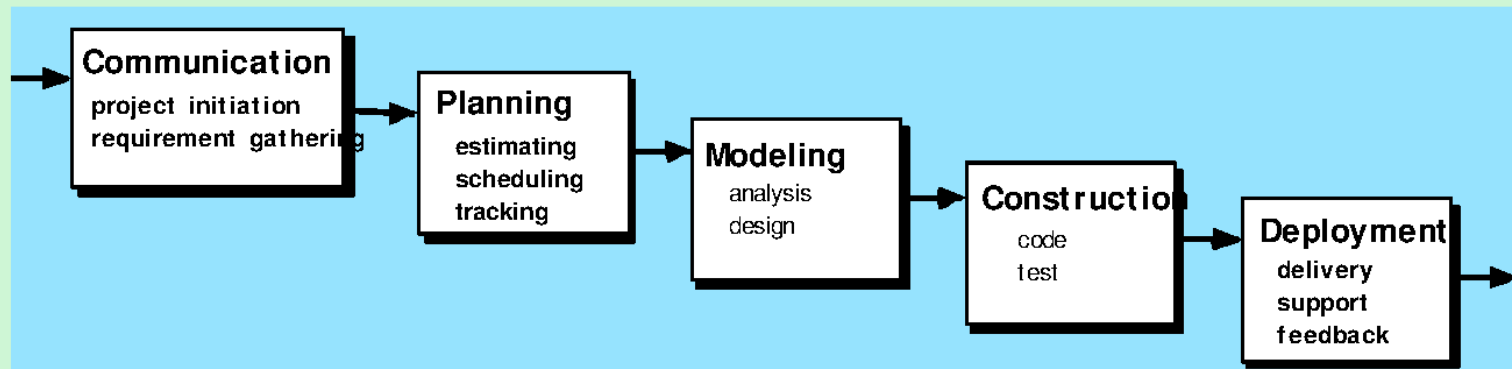 Communication
project initiation
requirement gathering
Planning
estimating
scheduling
tracking
Modeling
analysis
design
Construction
code
test
Deployment
delivery
support
feedback